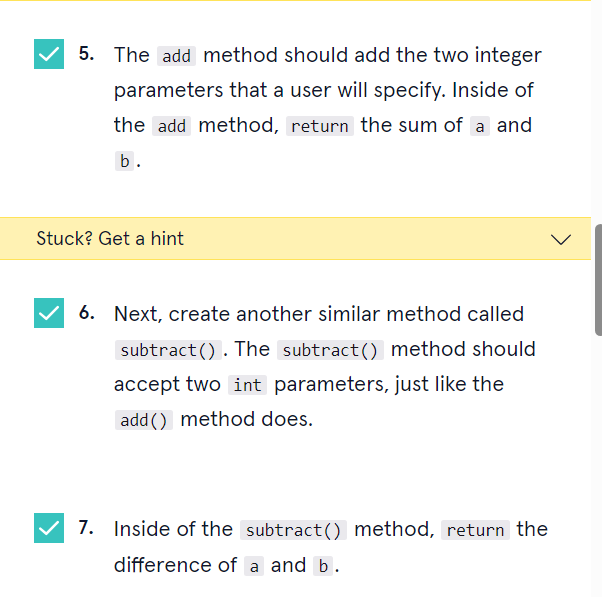 5. The add method should add the two integer
parameters that a user will specify. Inside of
the add method, return the sum of a and
b.
Stuck? Get a hint
6. Next, create another similar method called
subtract(). The subtract() method should
accept two int parameters, just like the
add() method does.
7. Inside of the subtract() method, return the
difference of a and b.